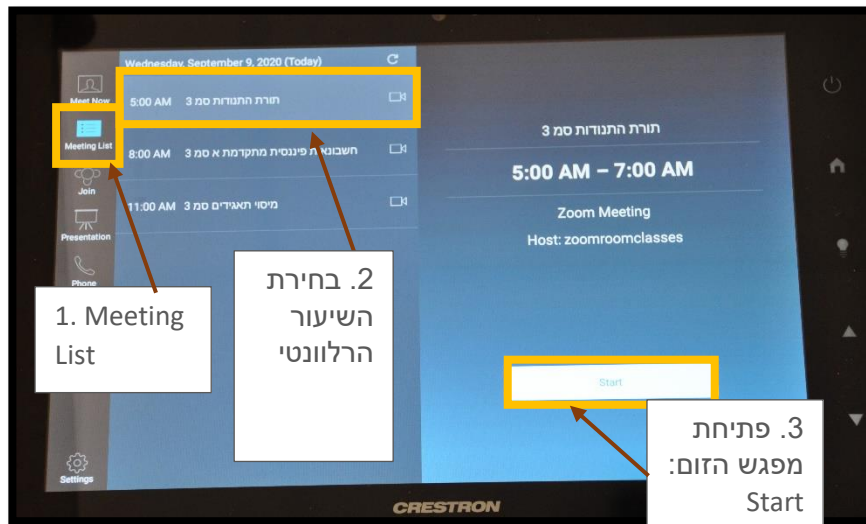 Wednesday, September 9, 2020 (Today)
Meet Now
5:00 AM תורת התנודות סמ 3
Meeting List
8:00 AM חשבונאית פיננסית מתקדמת א סמ 3
Join
11:00 AM מיסוי תאגידים סמ 3
Presentation
Phone
Settings
תורת התנודות סמ 3
5:00 AM – 7:00 AM
Zoom Meeting
Host: zoomroomclasses
Start
1. Meeting
List
2. בחירת
השיעור
הרלוונטי
3. פתיחת
מפגש הזום:
Start
CRESTRON